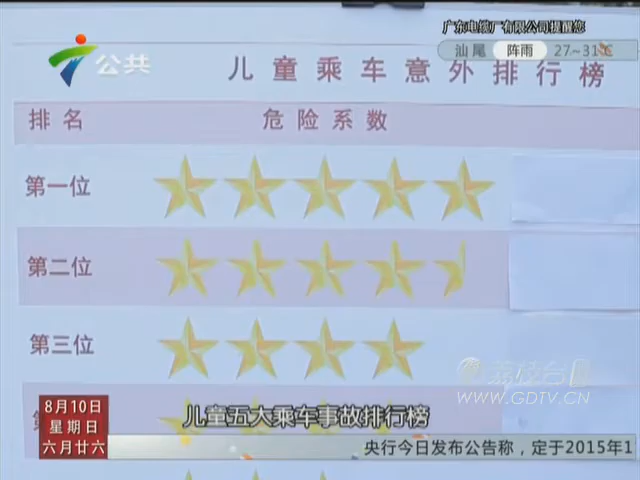 广东电缆厂有限公司提醒您
汕尾 阵雨 27~31℃
公共
儿童乘车意外排行榜
排名 危险系数
第一位
第二位
第三位
荔枝台
www.GDTV.CN
8月10日
星期日
六月廿六
儿童五大乘车事故排行榜
央行今日发布公告称，定于2015年1